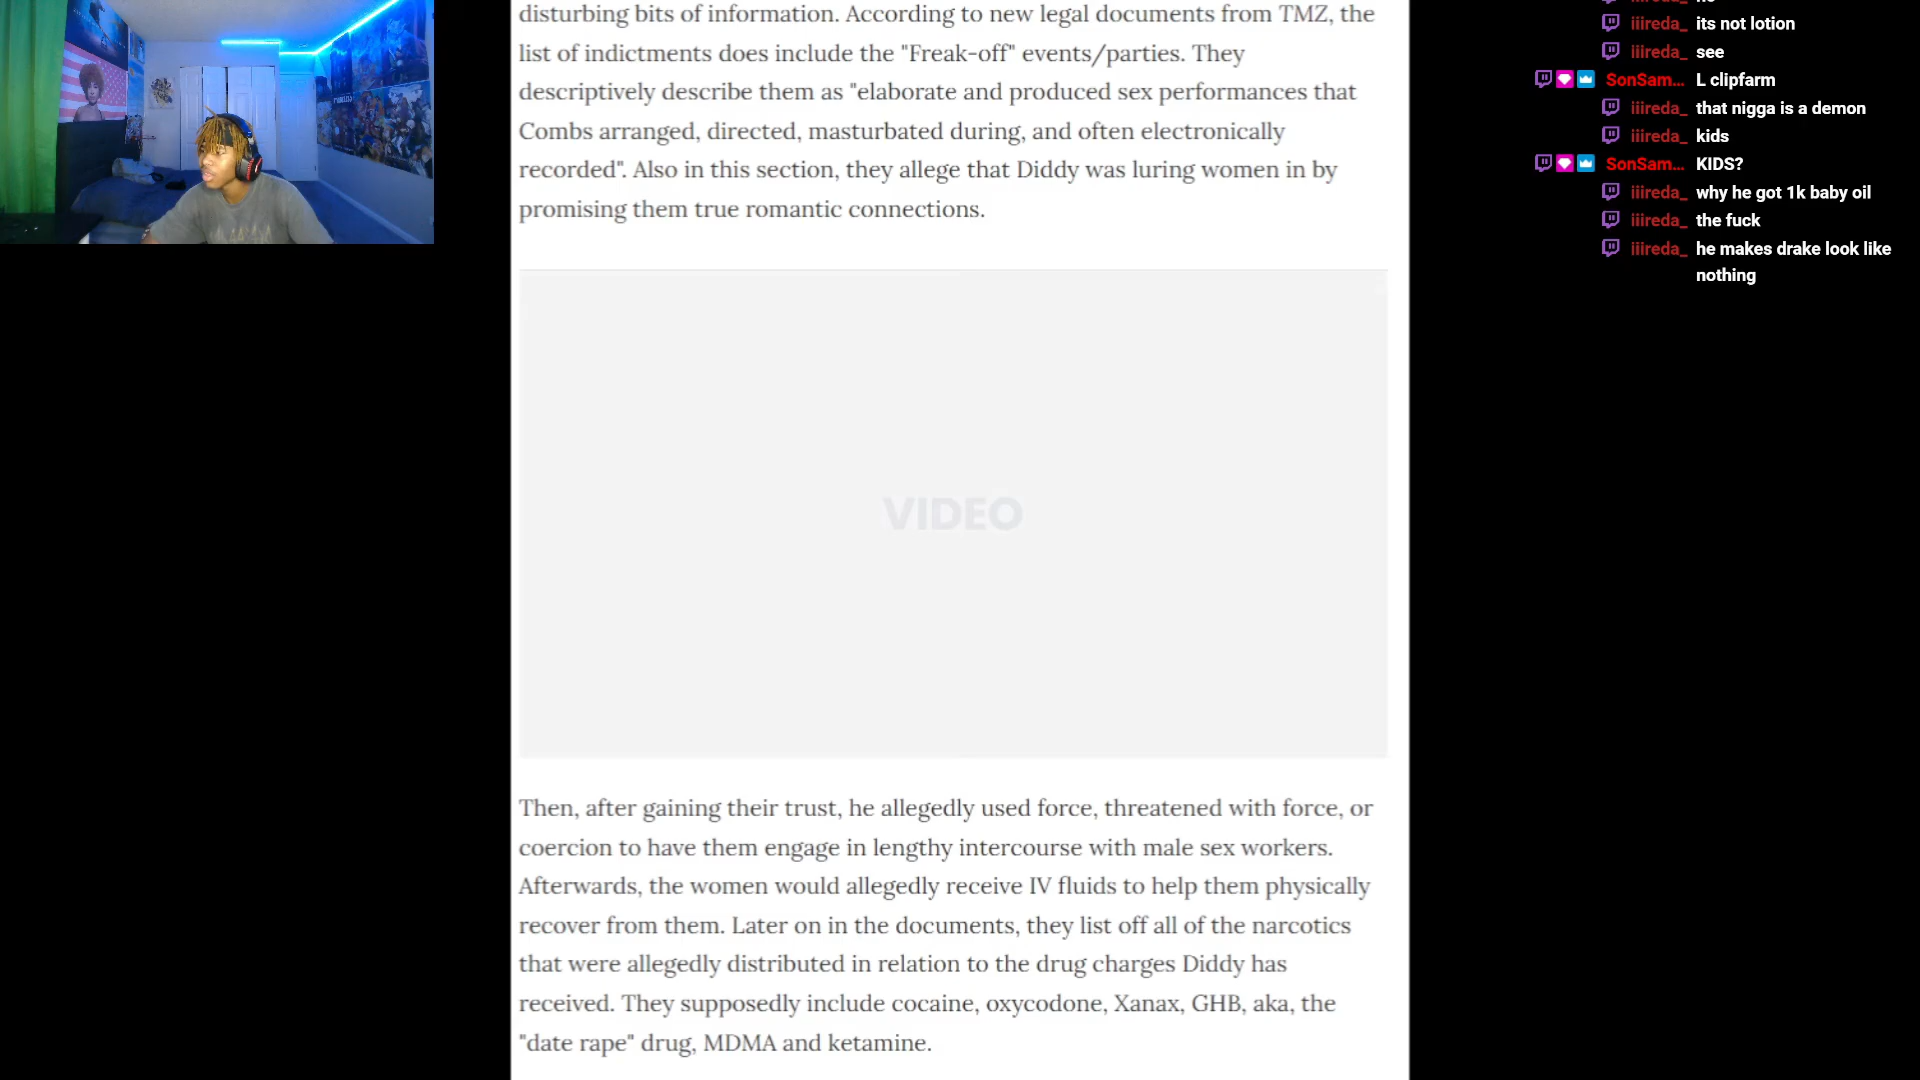 disturbing bits of information. According to new legal documents from TMZ, the
list of indictments does include the "Freak-off" events/parties. They
descriptively describe them as "elaborate and produced sex performances that
Combs arranged, directed, masturbated during, and often electronically
recorded". Also in this section, they allege that Diddy was luring women in by
promising them true romantic connections.
VIDEO
Then, after gaining their trust, he allegedly used force, threatened with force, or
coercion to have them engage in lengthy intercourse with male sex workers.
Afterwards, the women would allegedly receive IV fluids to help them physically
recover from them. Later on in the documents, they list off all of the narcotics
that were allegedly distributed in relation to the drug charges Diddy has
received. They supposedly include cocaine, oxycodone, Xanax, GHB, aka, the
"date rape" drug, MDMA and ketamine.
iiireda_ its not lotion
iiireda_ see
SonSam... L clipfarm
iiireda_ that nigga is a demon
iiireda_ kids
SonSam... KIDS?
iiireda_ why he got 1k baby oil
iiireda_ the fuck
iiireda_ he makes drake look like
nothing